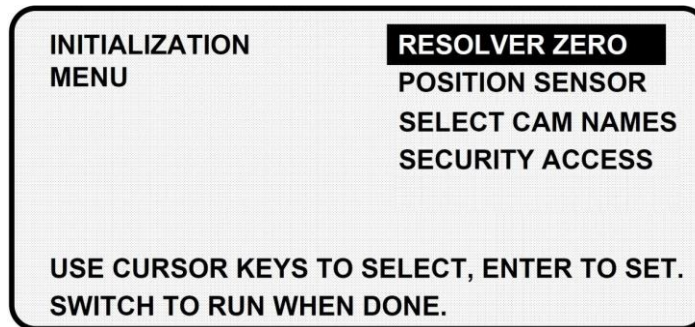 INITIALIZATION MENU
RESOLVER ZERO
POSITION SENSOR
SELECT CAM NAMES
SECURITY ACCESS
USE CURSOR KEYS TO SELECT, ENTER TO SET.
SWITCH TO RUN WHEN DONE.